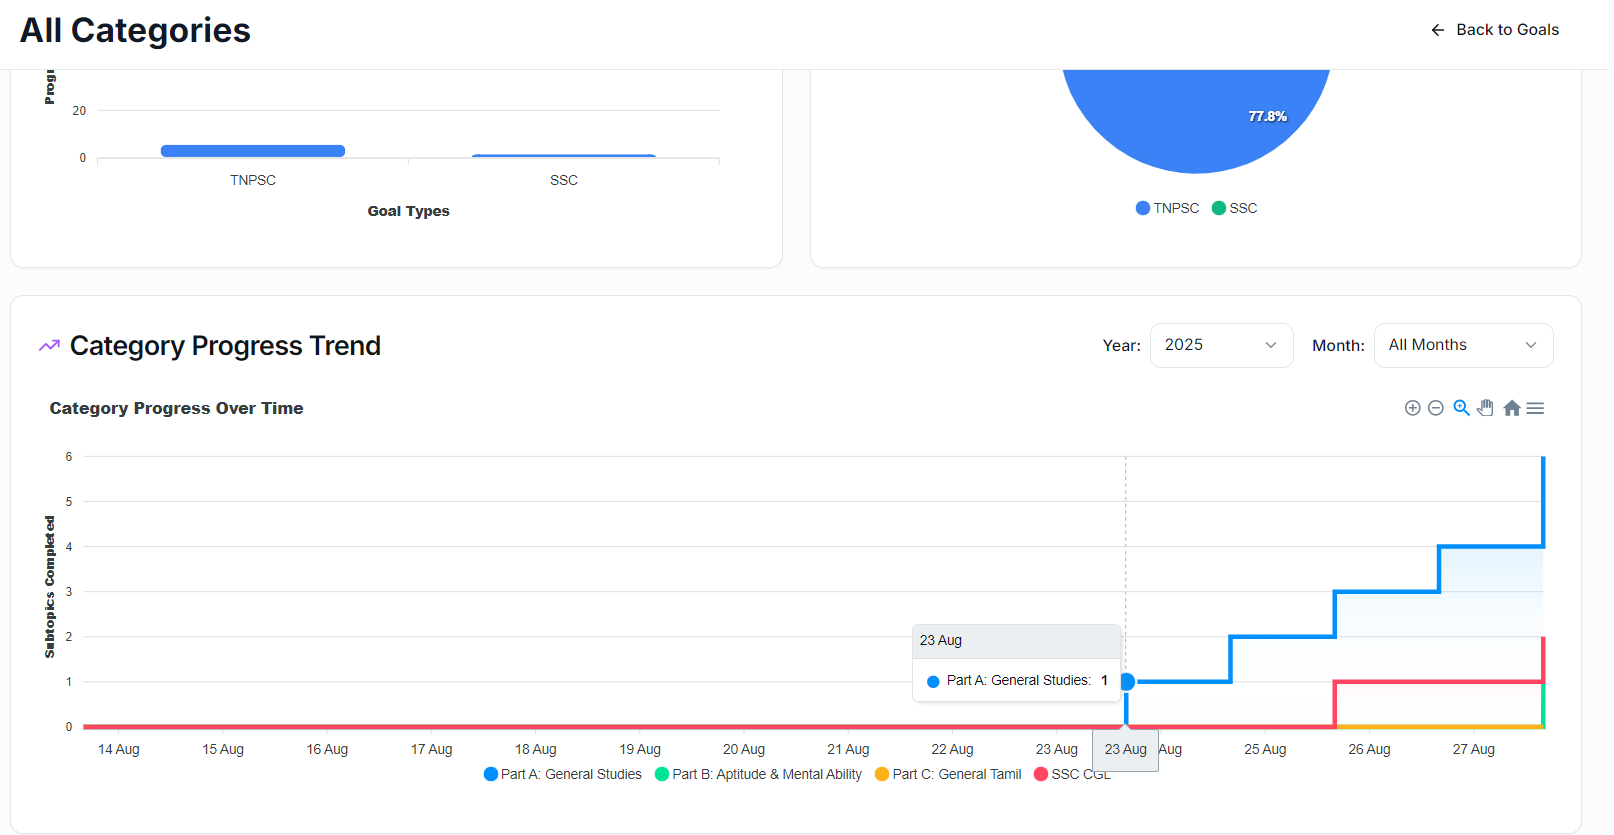 All Categories
Back to Goals
20
0
TNPSC
SSC
Goal Types
77.8%
TNPSC
SSC
Category Progress Trend
Year:
2025
Month:
All Months
Category Progress Over Time
Subtopics Completed
6
5
4
3
2
1
0
23 Aug
Part A: General Studies: 1
14 Aug
15 Aug
16 Aug
17 Aug
18 Aug
19 Aug
20 Aug
21 Aug
22 Aug
23 Aug
23 Aug
Aug
25 Aug
26 Aug
27 Aug
Part A: General Studies
Part B: Aptitude & Mental Ability
Part C: General Tamil
SSC CGL